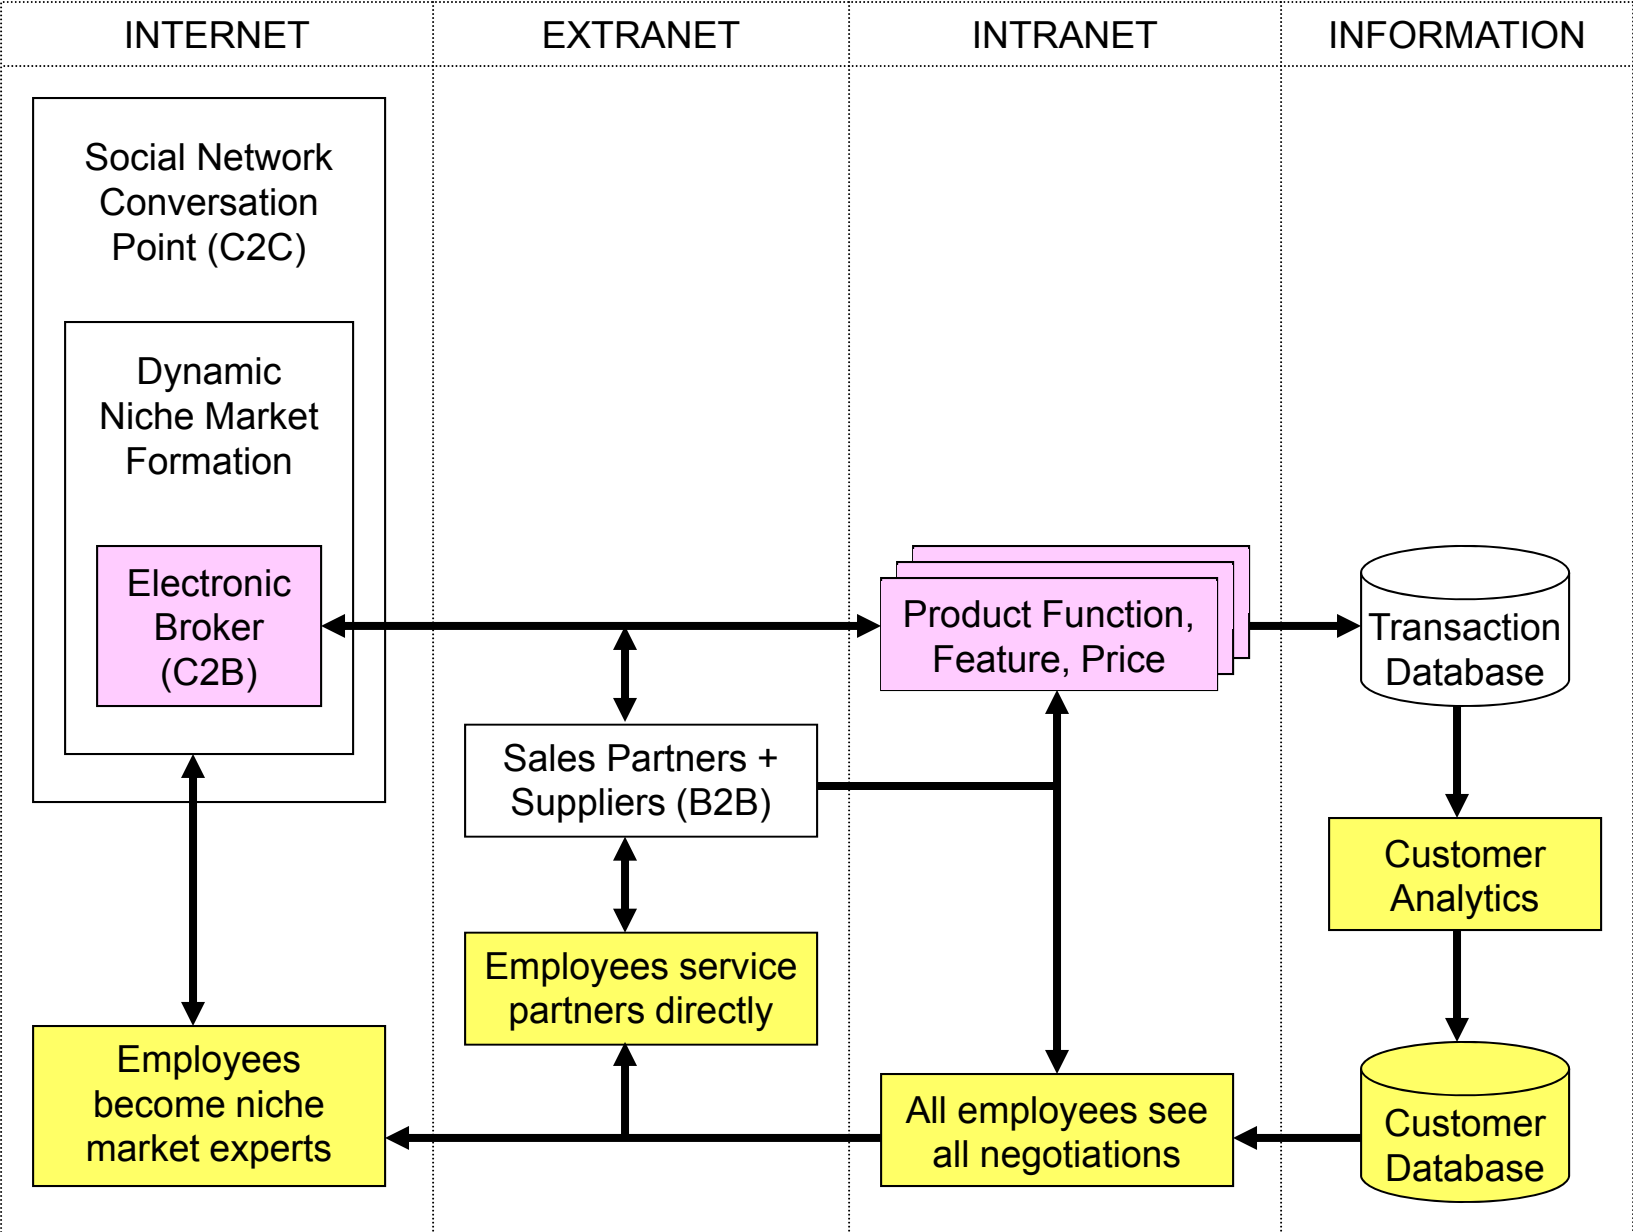 INTERNET
EXTRANET
INTRANET
INFORMATION
Social Network
Conversation
Point (C2C)
Dynamic
Niche Market
Formation
Electronic
Broker
(C2B)
Product Function,
Feature, Price
Transaction
Database
Sales Partners +
Suppliers (B2B)
Customer
Analytics
Employees service
partners directly
Employees
become niche
market experts
All employees see
all negotiations
Customer
Database